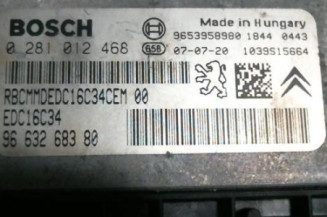 BOSCH
Made in Hungary
0 281 012 468
658
9653958980 1844 0443
07-07-20 1039S15664
RBCMMDEDC16C34CEM 00
EDC16C34
96 632 683 80